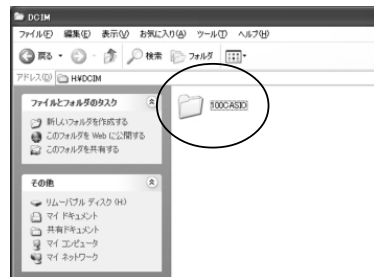 DCIM
ファイル(F) 編集(E) 表示(V) お気に入り(A) ツール(T) ヘルプ(H)
戻る 検索 フォルダ
アドレス(D) H:¥DCIM
ファイルとフォルダのタスク
100CASIO
新しいフォルダを作成する
このフォルダを Web に公開する
このフォルダを共有する
その他
リムーバブル ディスク (H:)
マイ ドキュメント
共有ドキュメント
マイ コンピュータ
マイ ネットワーク